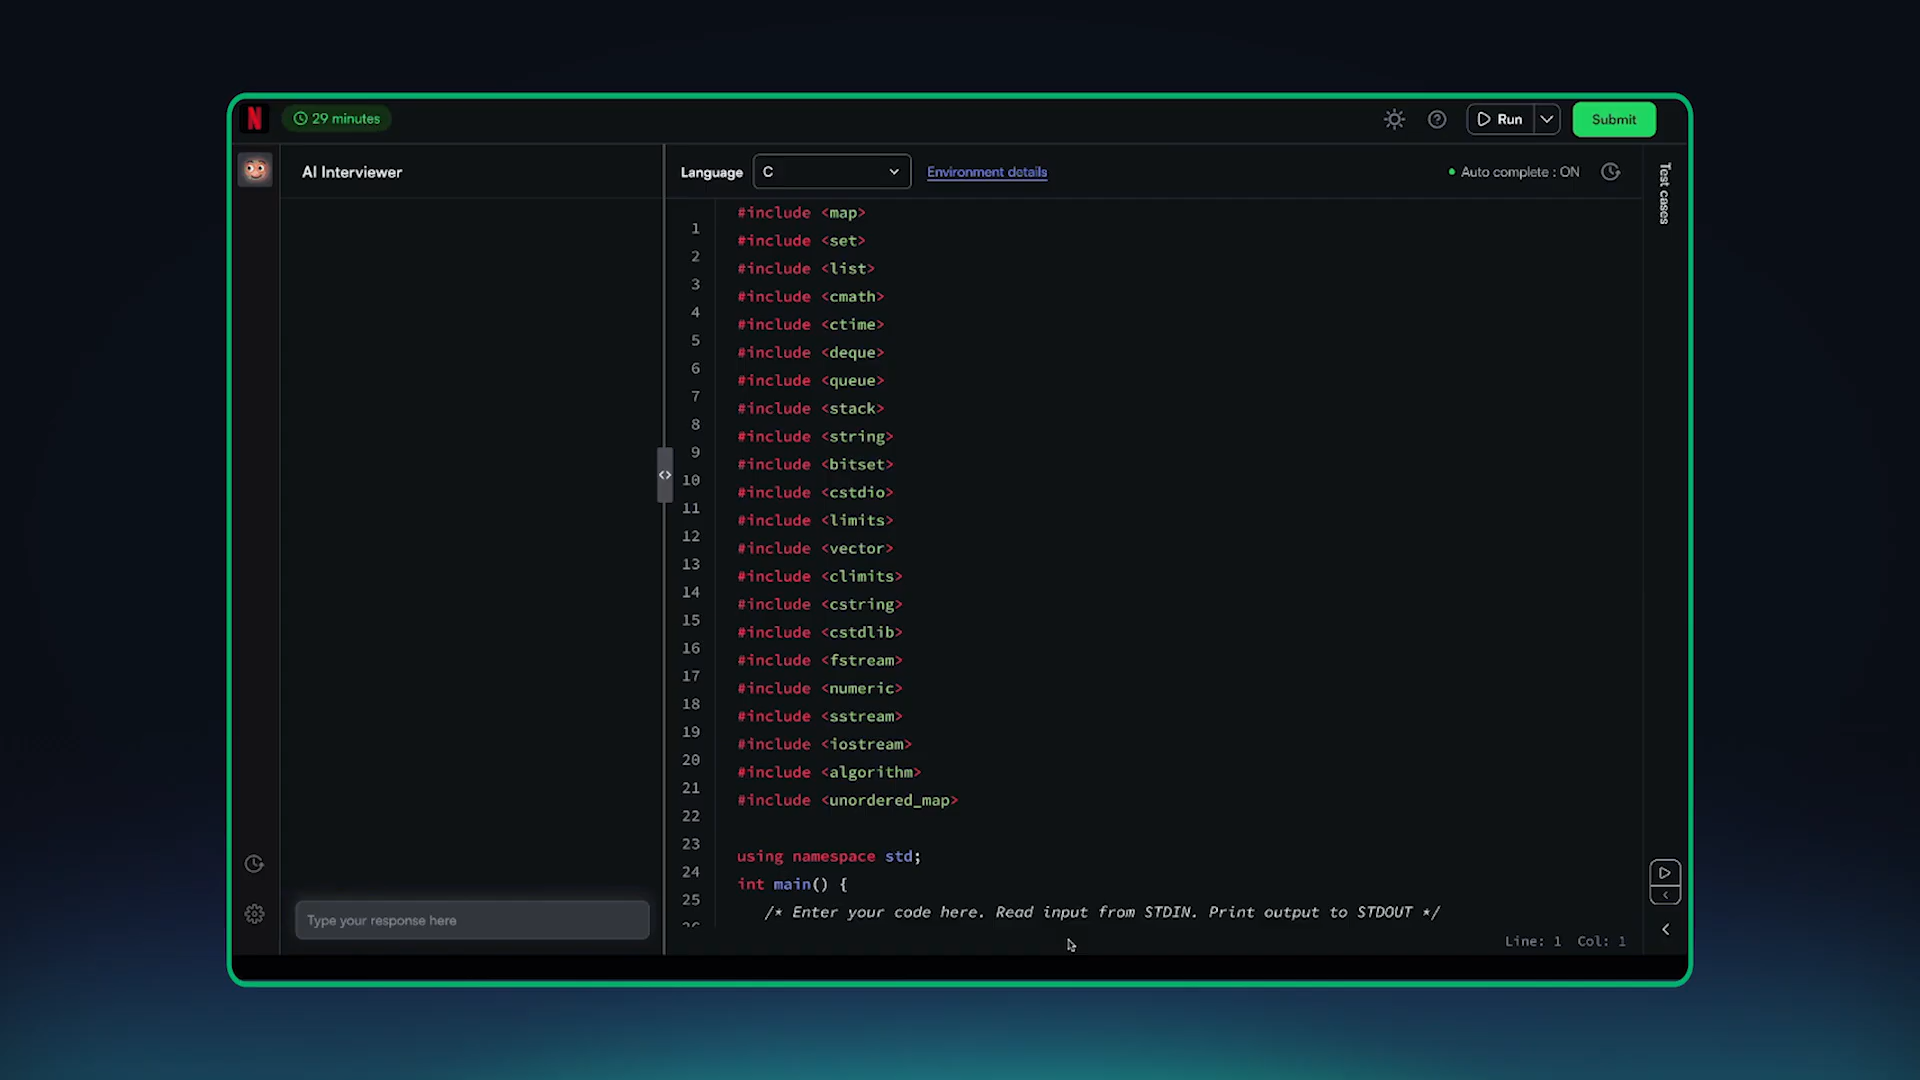 N
29 minutes
Run
Submit
AI Interviewer
Language
C
Environment details
Auto complete : ON
Test cases
1
2
3
4
5
6
7
8
9
10
11
12
13
14
15
16
17
18
19
20
21
22
23
24
25
#include <map>
#include <set>
#include <list>
#include <cmath>
#include <ctime>
#include <deque>
#include <queue>
#include <stack>
#include <string>
#include <bitset>
#include <cstdio>
#include <limits>
#include <vector>
#include <climits>
#include <cstring>
#include <cstdlib>
#include <fstream>
#include <numeric>
#include <sstream>
#include <iostream>
#include <algorithm>
#include <unordered_map>
using namespace std;
int main() {
/* Enter your code here. Read input from STDIN. Print output to STDOUT */
Type your response here
Line: 1 Col: 1